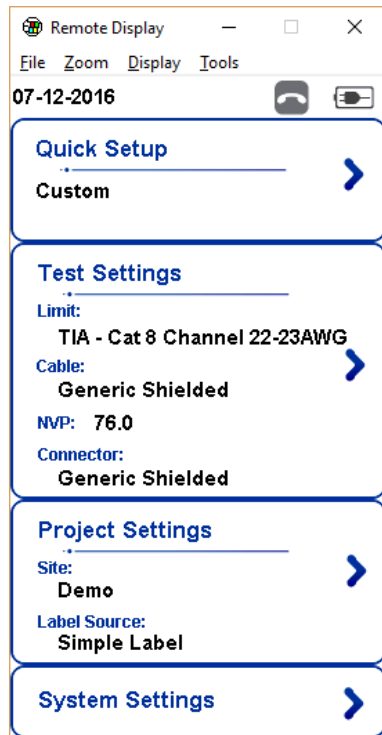 Remote Display
File Zoom Display Tools
07-12-2016
Quick Setup
Custom
Test Settings
Limit:
TIA - Cat 8 Channel 22-23AWG
Cable:
Generic Shielded
NVP: 76.0
Connector:
Generic Shielded
Project Settings
Site:
Demo
Label Source:
Simple Label
System Settings